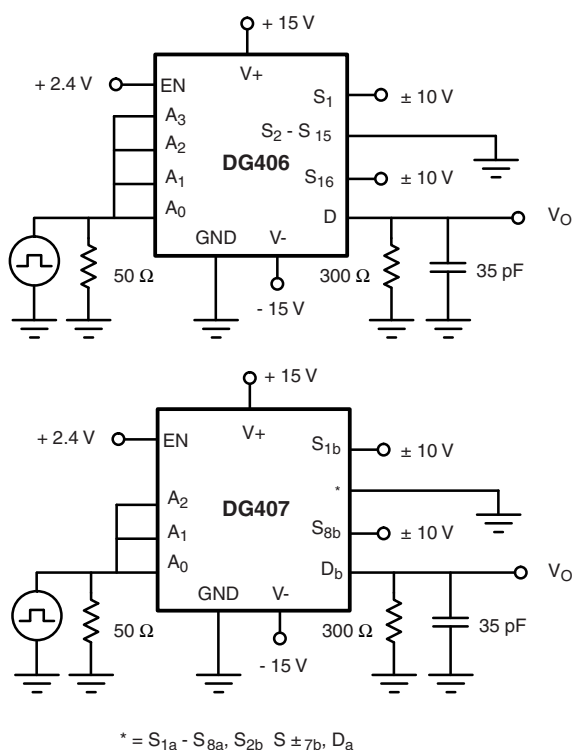 + 15 V
+ 2.4 V
EN
V+
S1
± 10 V
A3
A2
S2 - S15
DG406
A1
S16
± 10 V
A0
D
VO
GND
V-
50 Ω
300 Ω
35 pF
- 15 V
+ 15 V
+ 2.4 V
EN
V+
S1b
± 10 V
*
A2
DG407
A1
S8b
± 10 V
A0
Db
VO
GND
V-
50 Ω
300 Ω
35 pF
- 15 V
* = S1a - S8a, S2b S ± 7b, Da